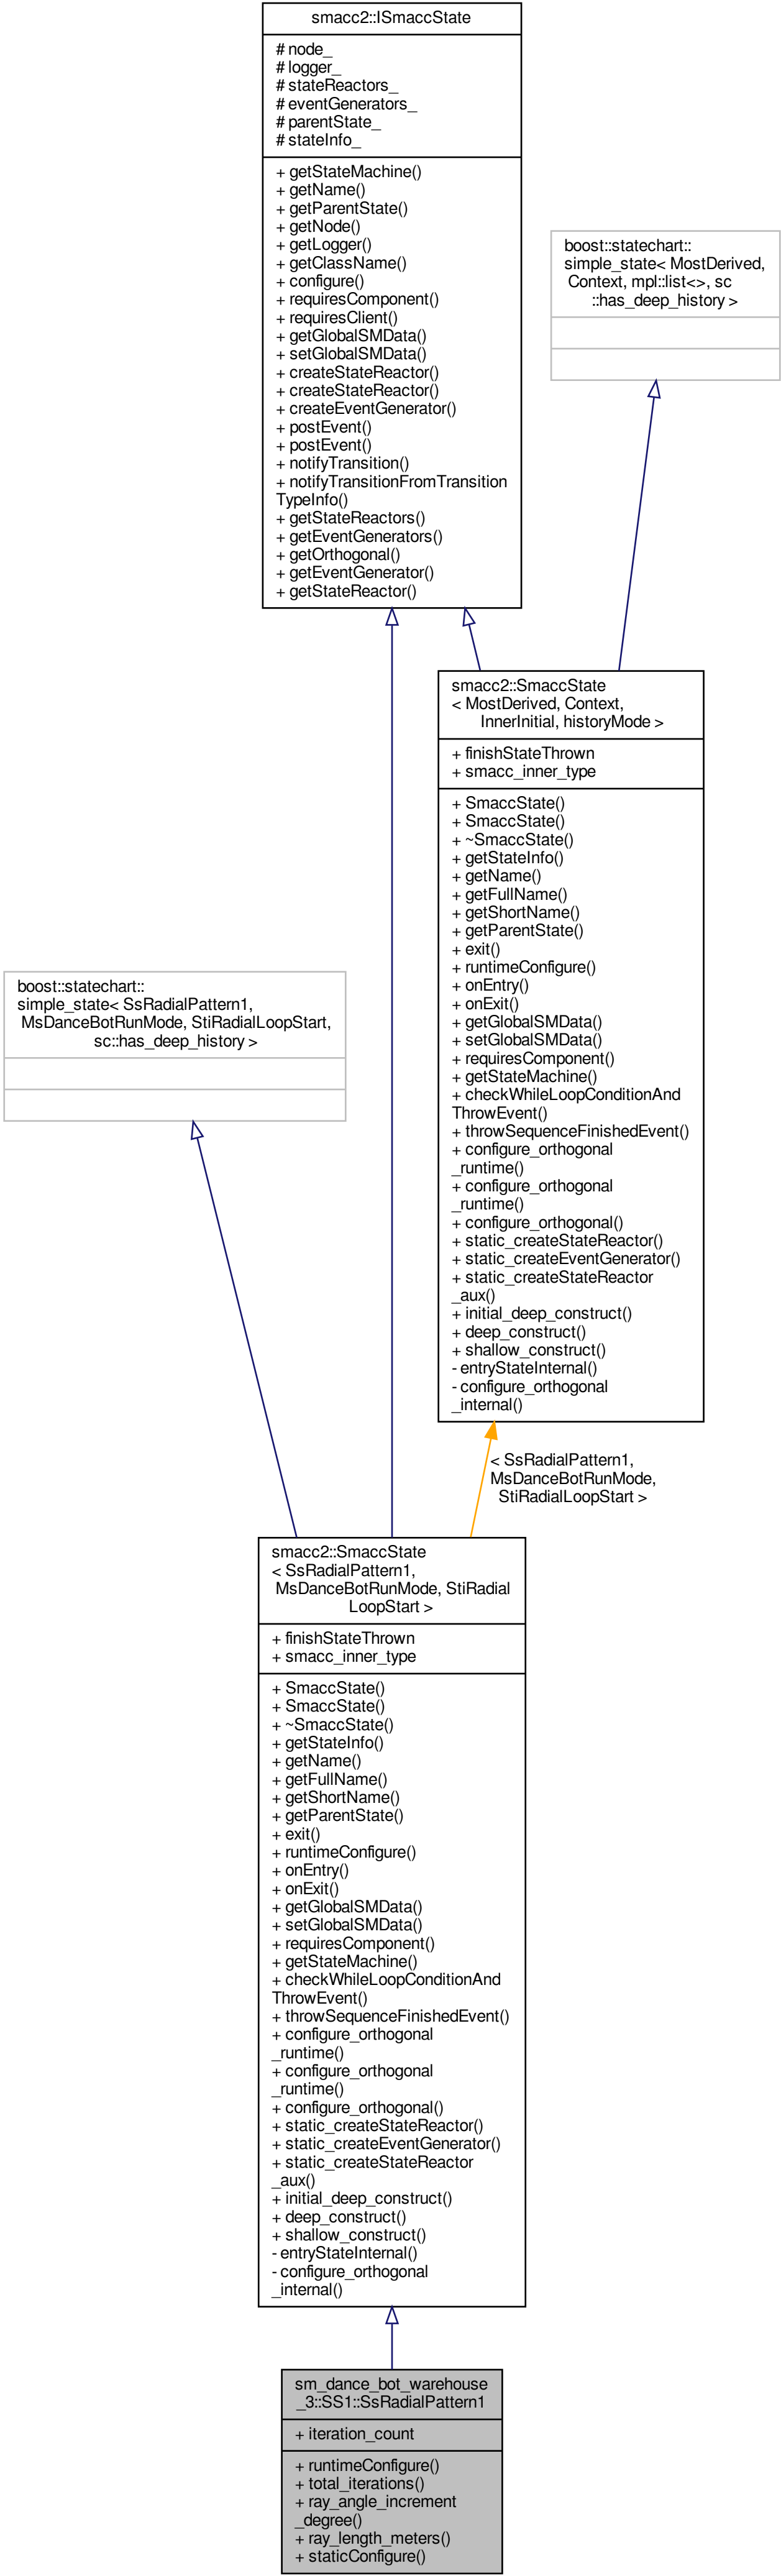 smacc2::ISmaccState
# node_
# logger_
# stateReactors_
# eventGenerators_
# parentState_
# stateInfo_
+ getStateMachine()
+ getName()
+ getParentState()
+ getNode()
+ getLogger()
+ getClassName()
+ configure()
+ requiresComponent()
+ requiresClient()
+ getGlobalSMData()
+ setGlobalSMData()
+ createStateReactor()
+ createStateReactor()
+ createEventGenerator()
+ postEvent()
+ postEvent()
+ notifyTransition()
+ notifyTransitionFromTransition
TypeInfo()
+ getStateReactors()
+ getEventGenerators()
+ getOrthogonal()
+ getEventGenerator()
+ getStateReactor()
boost::statechart::
simple_state< MostDerived,
Context, mpl::list<>, sc
::has_deep_history >
smacc2::SmaccState
< MostDerived, Context,
InnerInitial, historyMode >
+ finishStateThrown
+ smacc_inner_type
+ SmaccState()
+ SmaccState()
+ ~SmaccState()
+ getStateInfo()
+ getName()
+ getFullName()
+ getShortName()
+ getParentState()
+ exit()
+ runtimeConfigure()
+ onEntry()
+ onExit()
+ getGlobalSMData()
+ setGlobalSMData()
+ requiresComponent()
+ getStateMachine()
+ checkWhileLoopConditionAnd
ThrowEvent()
+ throwSequenceFinishedEvent()
+ configure_orthogonal
_runtime()
+ configure_orthogonal
_runtime()
+ configure_orthogonal()
+ static_createStateReactor()
+ static_createEventGenerator()
+ static_createStateReactor
_aux()
+ initial_deep_construct()
+ deep_construct()
+ shallow_construct()
- entryStateInternal()
- configure_orthogonal
_internal()
boost::statechart::
simple_state< SsRadialPattern1,
MsDanceBotRunMode, StiRadialLoopStart,
sc::has_deep_history >
< SsRadialPattern1,
MsDanceBotRunMode,
StiRadialLoopStart >
smacc2::SmaccState
< SsRadialPattern1,
MsDanceBotRunMode, StiRadial
LoopStart >
+ finishStateThrown
+ smacc_inner_type
+ SmaccState()
+ SmaccState()
+ ~SmaccState()
+ getStateInfo()
+ getName()
+ getFullName()
+ getShortName()
+ getParentState()
+ exit()
+ runtimeConfigure()
+ onEntry()
+ onExit()
+ getGlobalSMData()
+ setGlobalSMData()
+ requiresComponent()
+ getStateMachine()
+ checkWhileLoopConditionAnd
ThrowEvent()
+ throwSequenceFinishedEvent()
+ configure_orthogonal
_runtime()
+ configure_orthogonal
_runtime()
+ configure_orthogonal()
+ static_createStateReactor()
+ static_createEventGenerator()
+ static_createStateReactor
_aux()
+ initial_deep_construct()
+ deep_construct()
+ shallow_construct()
- entryStateInternal()
- configure_orthogonal
_internal()
sm_dance_bot_warehouse
_3::SS1::SsRadialPattern1
+ iteration_count
+ runtimeConfigure()
+ total_iterations()
+ ray_angle_increment
_degree()
+ ray_length_meters()
+ staticConfigure()